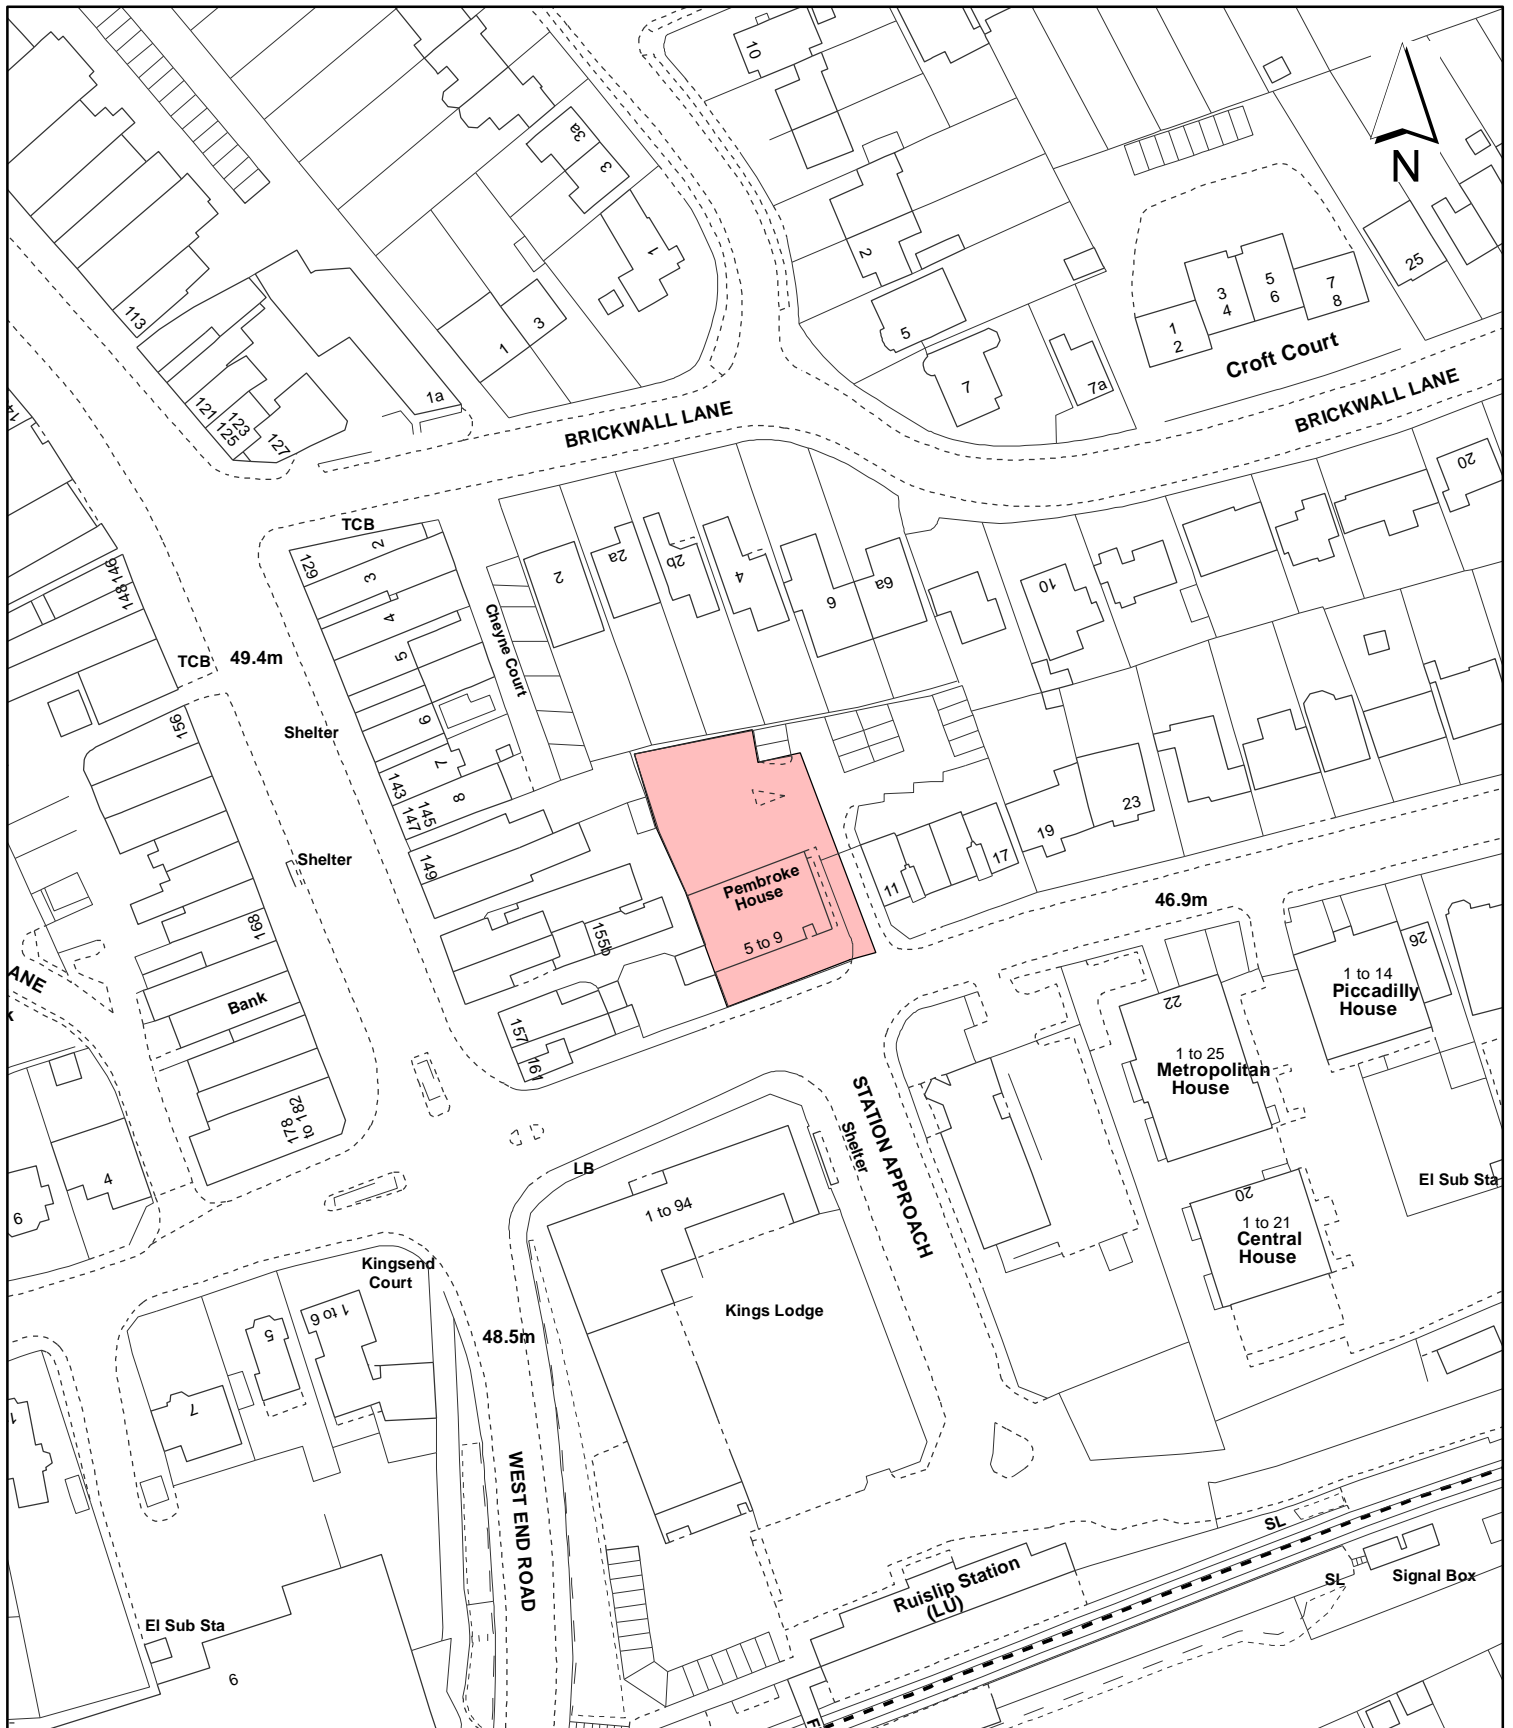 10
3a
3
N
1
2
25
113
3
1
5
3
4
5
6
7
8
1
2
Croft Court
7
7a
1a
121
123
125
127
BRICKWALL LANE
BRICKWALL LANE
20
TCB
129
2
3
4
5
6
7
8
Cheyne Court
2
2a
2b
4
6
6a
10
146
148
TCB
49.4m
156
Shelter
143
145
147
149
Shelter
Pembroke
House
5 to 9
11
17
19
23
46.9m
155b
168
Bank
ANE
157
161
22
1 to 25
Metropolitan
House
1 to 14
Piccadilly
House
26
178
to 182
STATION APPROACH
Shelter
LB
1 to 94
4
9
20
1 to 21
Central
House
El Sub Sta
Kingsend
Court
1 to 6
5
7
48.5m
Kings Lodge
WEST END ROAD
Ruislip Station
(LU)
SL
SL
Signal Box
El Sub Sta
6